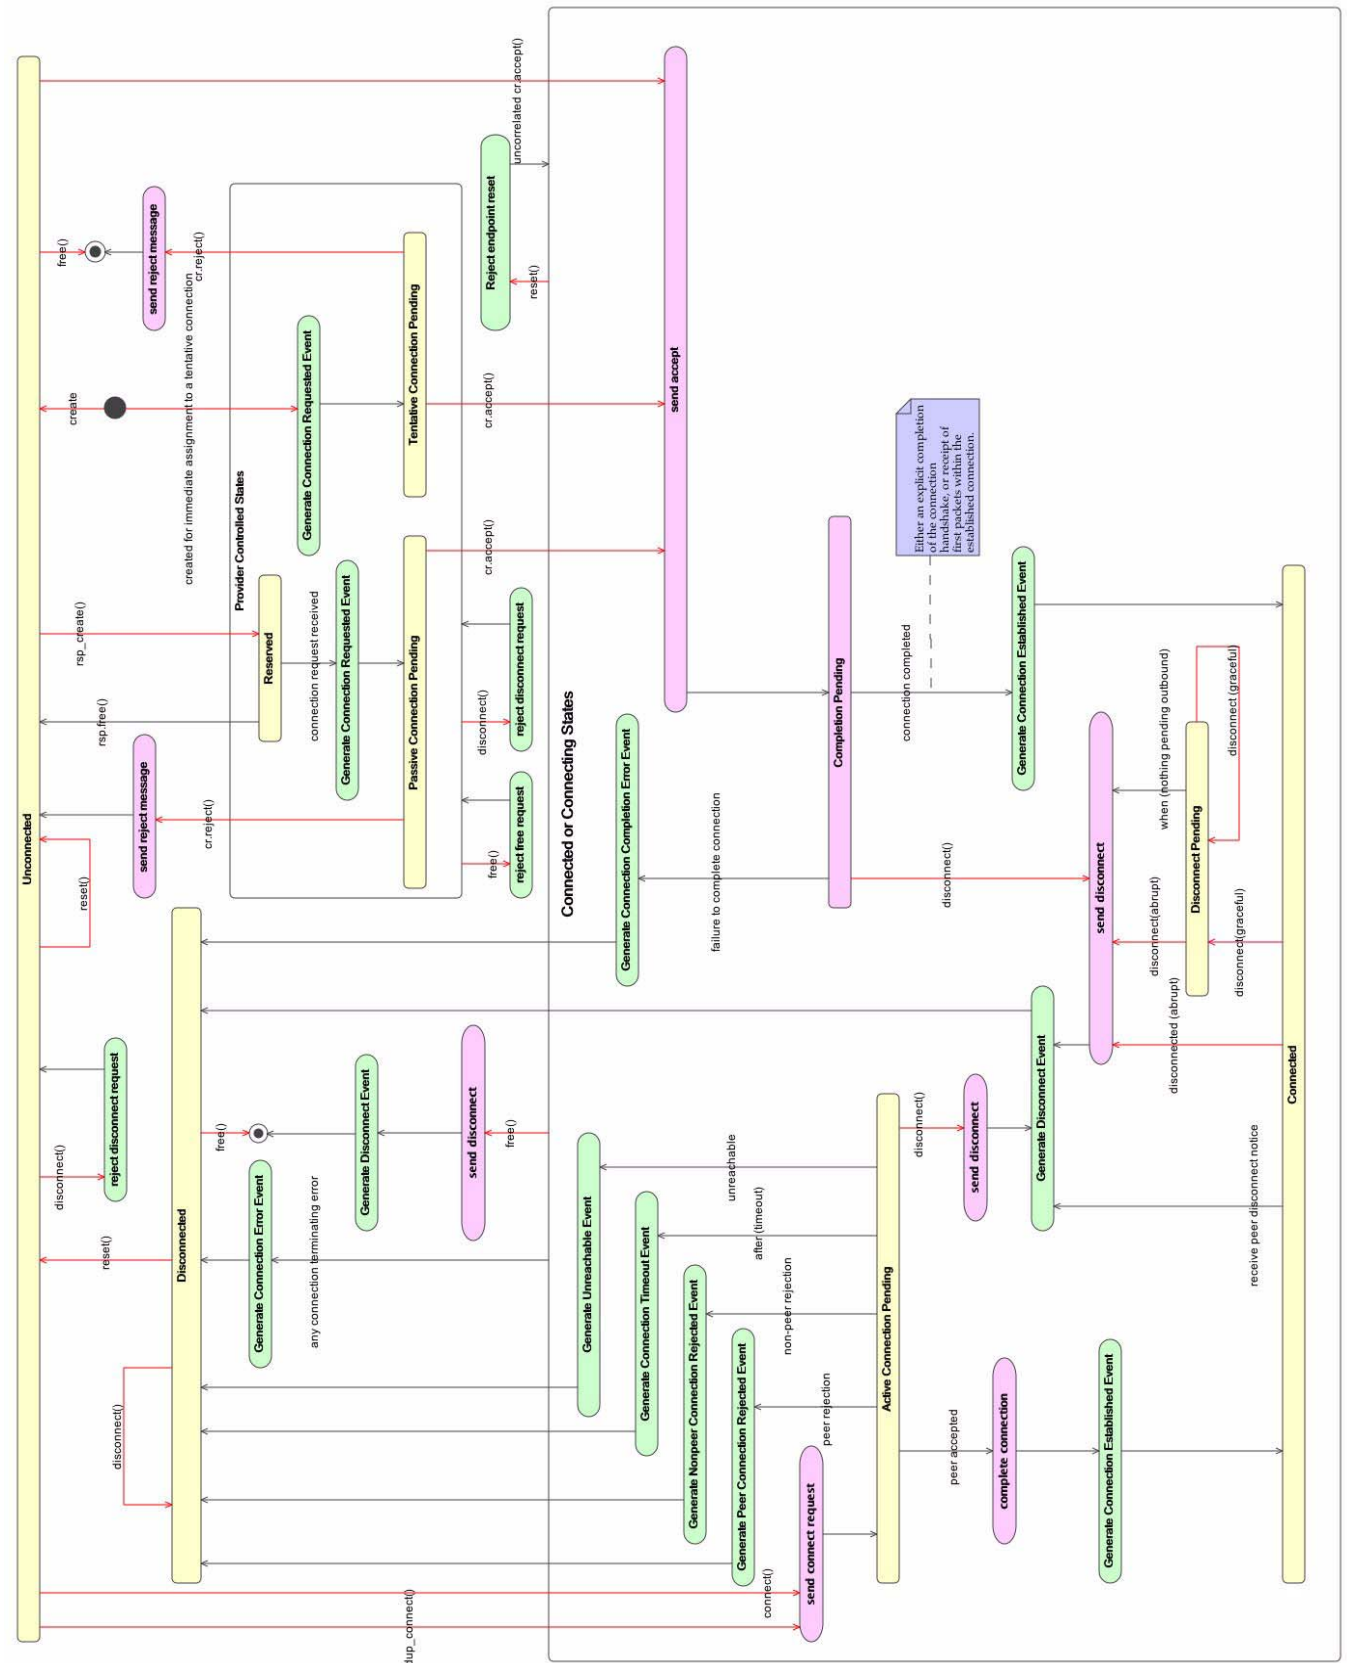 Unconnected
disconnect()
reset()
free()
create
rsp_create()
rsp.free()
reset()
disconnect()
reject disconnect request
send reject message
send reject message
Disconnected
created for immediate assignment to a tentative connection
cr.reject()
cr.reject()
free()
Provider Controlled States
Generate Connection Error Event
Reserved
any connection terminating error
connection request received
Generate Connection Requested Event
Generate Disconnect Event
Generate Connection Requested Event
dup_connect()
Passive Connection Pending
Tentative Connection Pending
send disconnect
disconnect()
free()
cr.accept()
cr.accept()
Reject endpoint reset
free()
reject free request
reject disconnect request
uncorrelated cr.accept()
reset()
Connected or Connecting States
Generate Unreachable Event
Generate Connection Completion Error Event
Generate Connection Timeout Event
send accept
Generate Nonpeer Connection Rejected Event
failure to complete connection
unreachable
Generate Peer Connection Rejected Event
after (timeout)
connect()
non-peer rejection
send connect request
peer rejection
Completion Pending
Active Connection Pending
connection completed
Either an explicit completion
of the connection
handshake, or receipt of
first packets within the
established connection.
disconnect()
disconnect()
peer accepted
send disconnect
complete connection
Generate Connection Established Event
Generate Disconnect Event
send disconnect
Generate Connection Established Event
disconnect(abrupt)
when (nothing pending outbound)
disconnected (abrupt)
Disconnect Pending
disconnect(graceful)
disconnect (graceful)
receive peer disconnect notice
Connected